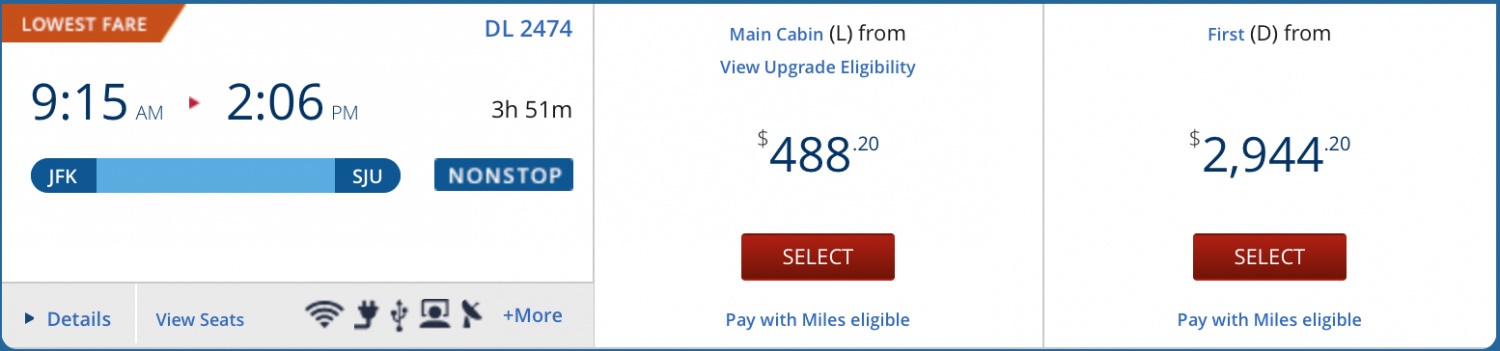 LOWEST FARE
DL 2474
9:15 AM 2:06 PM
3h 51m
JFK SJU
NONSTOP
Details
View Seats
+More
Main Cabin (L) from
View Upgrade Eligibility
$488.20
SELECT
Pay with Miles eligible
First (D) from
$2,944.20
SELECT
Pay with Miles eligible